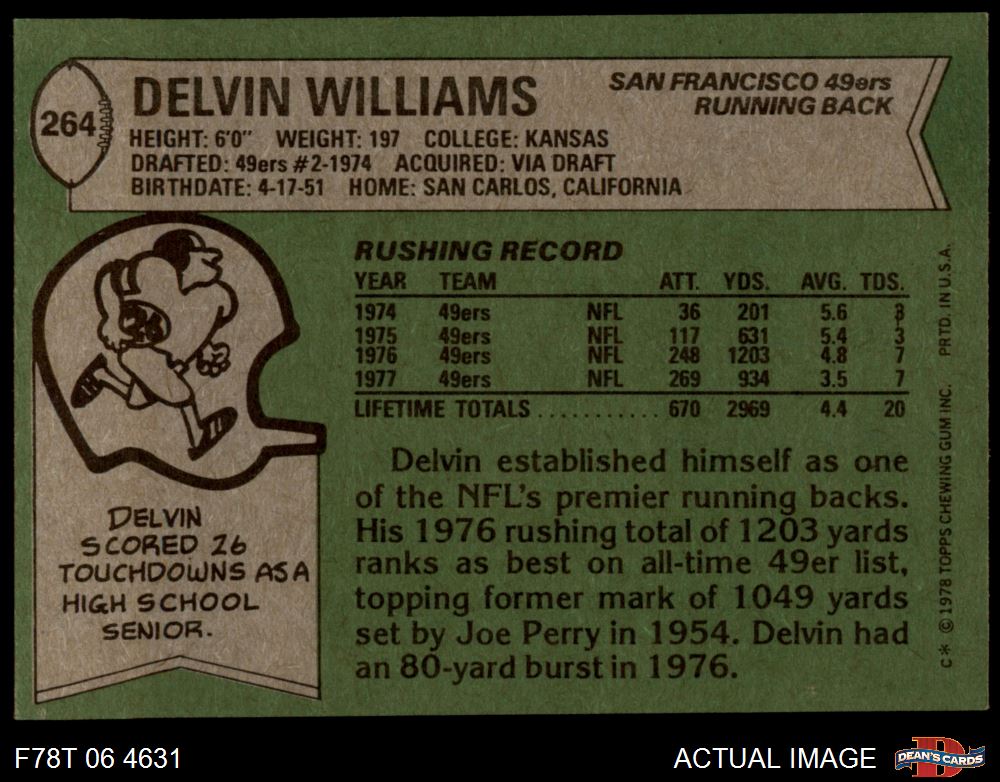 264
DELVIN WILLIAMS
SAN FRANCISCO 49ers
RUNNING BACK
HEIGHT: 6'0" WEIGHT: 197 COLLEGE: KANSAS
DRAFTED: 49ers #2-1974 ACQUIRED: VIA DRAFT
BIRTHDATE: 4-17-51 HOME: SAN CARLOS, CALIFORNIA
24
DELVIN
SCORED 26
TOUCHDOWNS AS A
HIGH SCHOOL
SENIOR.
RUSHING RECORD
YEAR TEAM ATT. YDS. AVG. TDS.
1974 49ers NFL 36 201 5.6 3
1975 49ers NFL 117 631 5.4 3
1976 49ers NFL 248 1203 4.8 7
1977 49ers NFL 269 934 3.5 7
LIFETIME TOTALS ........... 670 2969 4.4 20
Delvin established himself as one
of the NFL's premier running backs.
His 1976 rushing total of 1203 yards
ranks as best on all-time 49er list,
topping former mark of 1049 yards
set by Joe Perry in 1954. Delvin had
an 80-yard burst in 1976.
C* ©1978 TOPPS CHEWING GUM INC. PRTD. IN U.S.A.
F78T 06 4631
ACTUAL IMAGE
D
DEAN'S CARDS